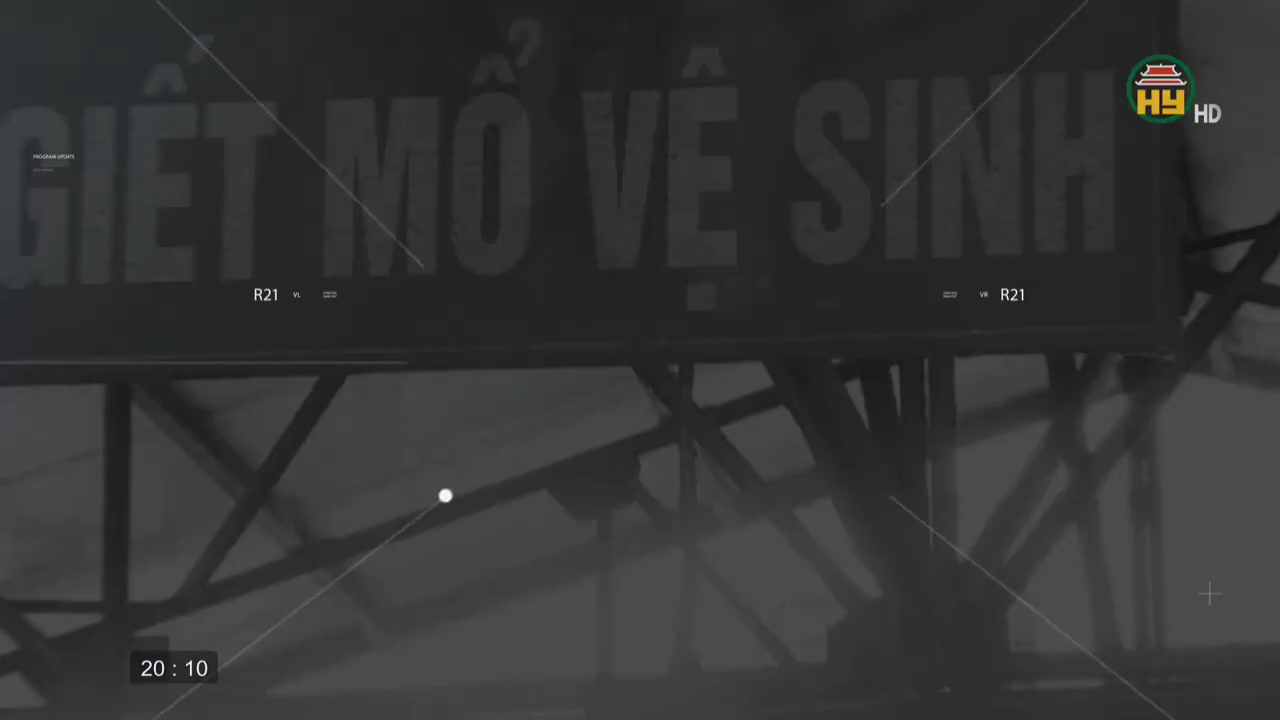 GIẾT MỔ VỆ SINH
HY
HD
PROGRAM UPDATE
R21 VL
VR R21
20 : 10